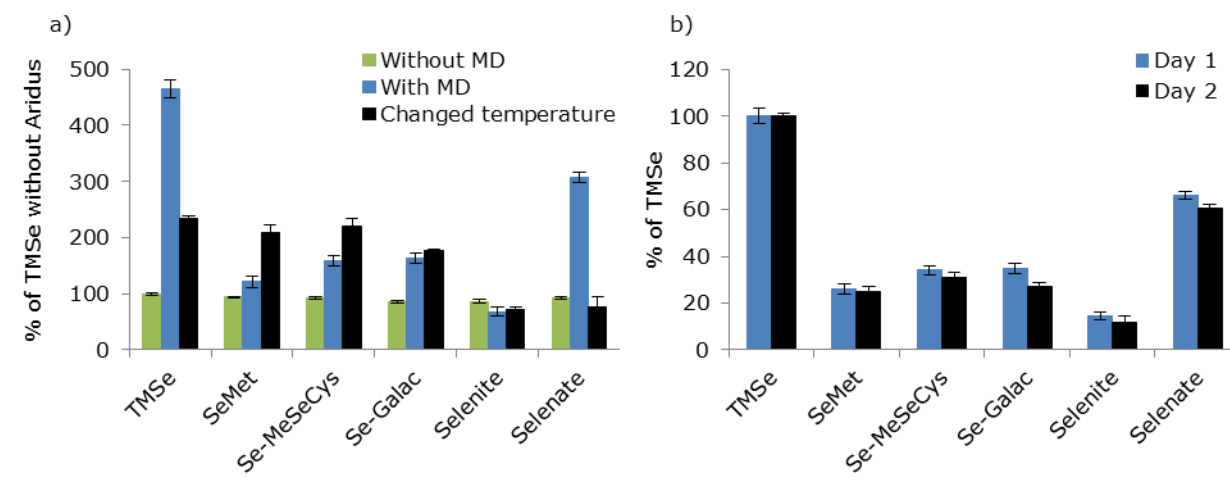 a)
% of TMSe without Aridus
500
400
300
200
100
0
Without MD
With MD
Changed temperature
TMSe
SeMet
Se-MeSeCys
Se-Galac
Selenite
Selenate
b)
% of TMSe
120
100
80
60
40
20
0
Day 1
Day 2
TMSe
SeMet
Se-MeSeCys
Se-Galac
Selenite
Selenate